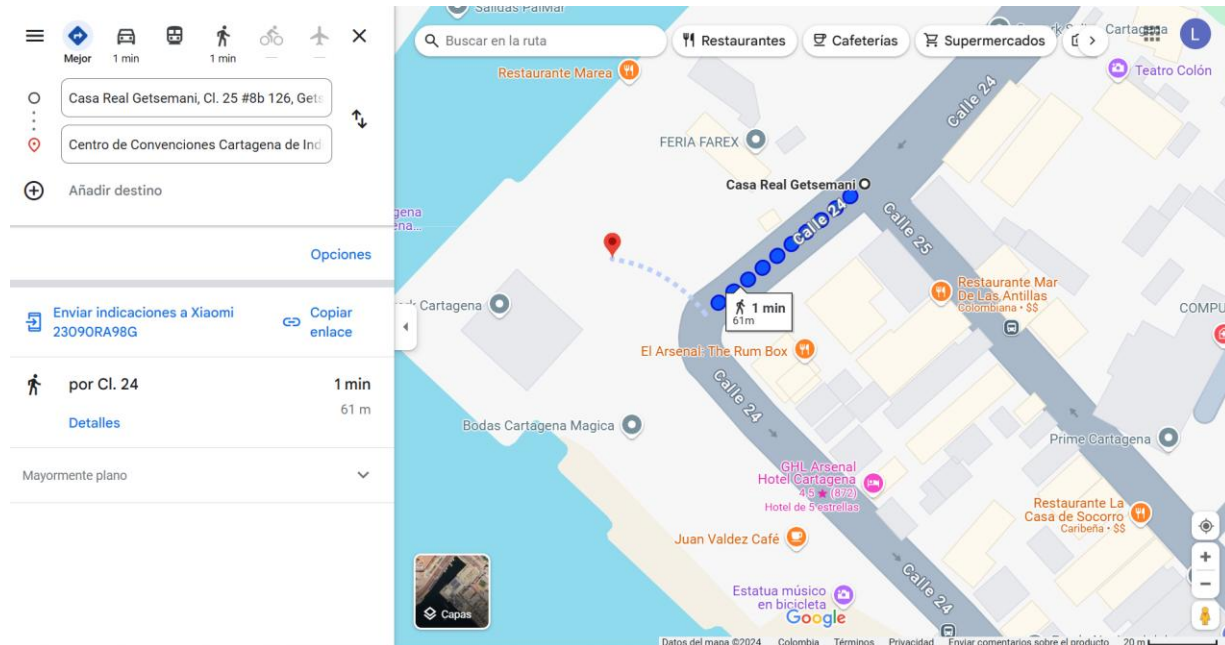 Mejor
1 min
1 min
Casa Real Getsemani, Cl. 25 #8b 126, Gets
Centro de Convenciones Cartagena de Ind
Añadir destino
Opciones
Enviar indicaciones a Xiaomi
23090RA98G
Copiar
enlace
por Cl. 24
1 min
61 m
Detalles
Mayormente plano
Buscar en la ruta
Restaurantes
Cafeterías
Supermercados
Salidas PalMar
Cartagena
Restaurante Marea
Teatro Colón
Calle 24
FERIA FAREX
Casa Real Getsemani
Calle 24
Calle 25
gena
na...
Restaurante Mar
De Las Antillas
Colombiana • $$
Cartagena
1 min
61m
COMPU
El Arsenal: The Rum Box
Calle 24
Bodas Cartagena Magica
Prime Cartagena
GHL Arsenal
Hotel Cartagena
4.5 ★ (872)
Hotel de 5 estrellas
Restaurante La
Casa de Socorro
Caribeña • $$
Juan Valdez Café
Calle 24
Estatua músico
en bicicleta
Capas
Google
Datos del mapa ©2024 Colombia Términos Privacidad Enviar comentarios sobre el producto 20 m
L